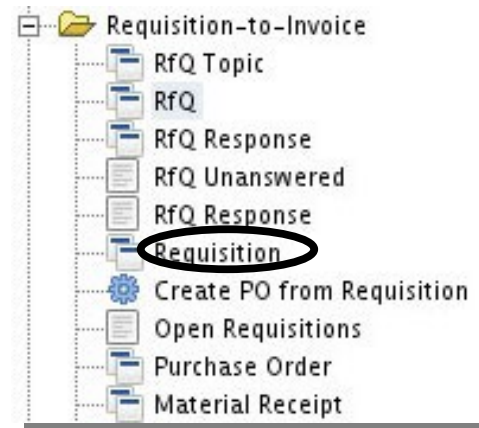 Requisition-to-Invoice
RfQ Topic
RfQ
RfQ Response
RfQ Unanswered
RfQ Response
Requisition
Create PO from Requisition
Open Requisitions
Purchase Order
Material Receipt